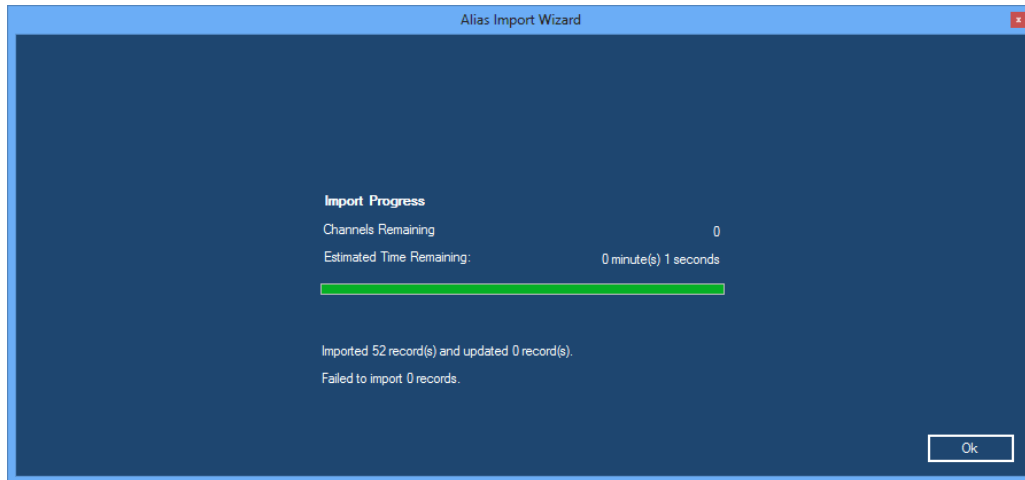 Alias Import Wizard
x
Import Progress
Channels Remaining 0
Estimated Time Remaining: 0 minute(s) 1 seconds
Imported 52 record(s) and updated 0 record(s).
Failed to import 0 records.
Ok